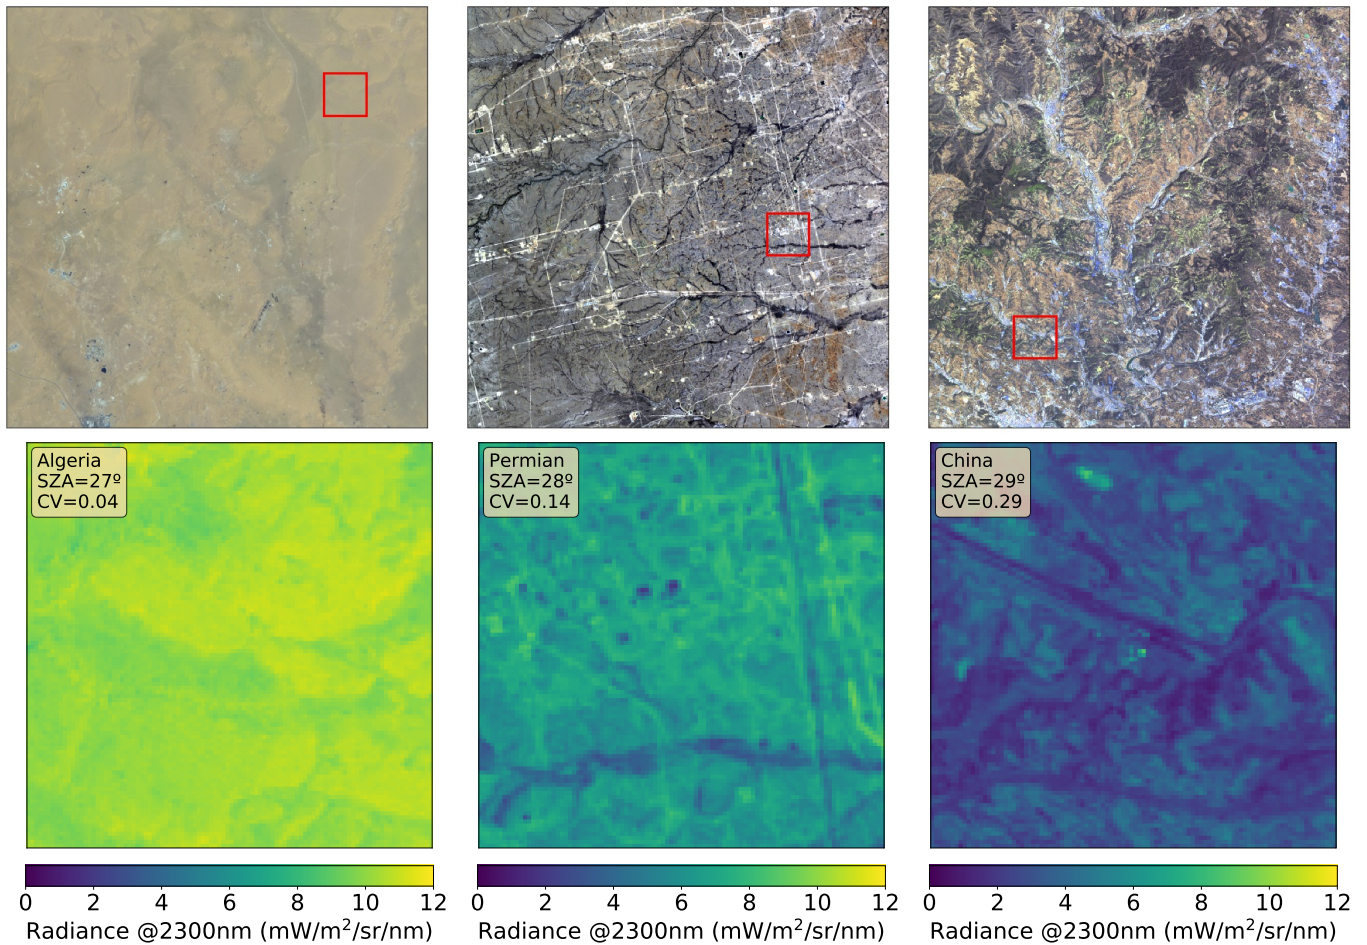 Algeria
SZA=27º
CV=0.04
Permian
SZA=28º
CV=0.14
China
SZA=29º
CV=0.29
0 2 4 6 8 10 12
Radiance @2300nm (mW/m²/sr/nm)
0 2 4 6 8 10 12
Radiance @2300nm (mW/m²/sr/nm)
0 2 4 6 8 10 12
Radiance @2300nm (mW/m²/sr/nm)